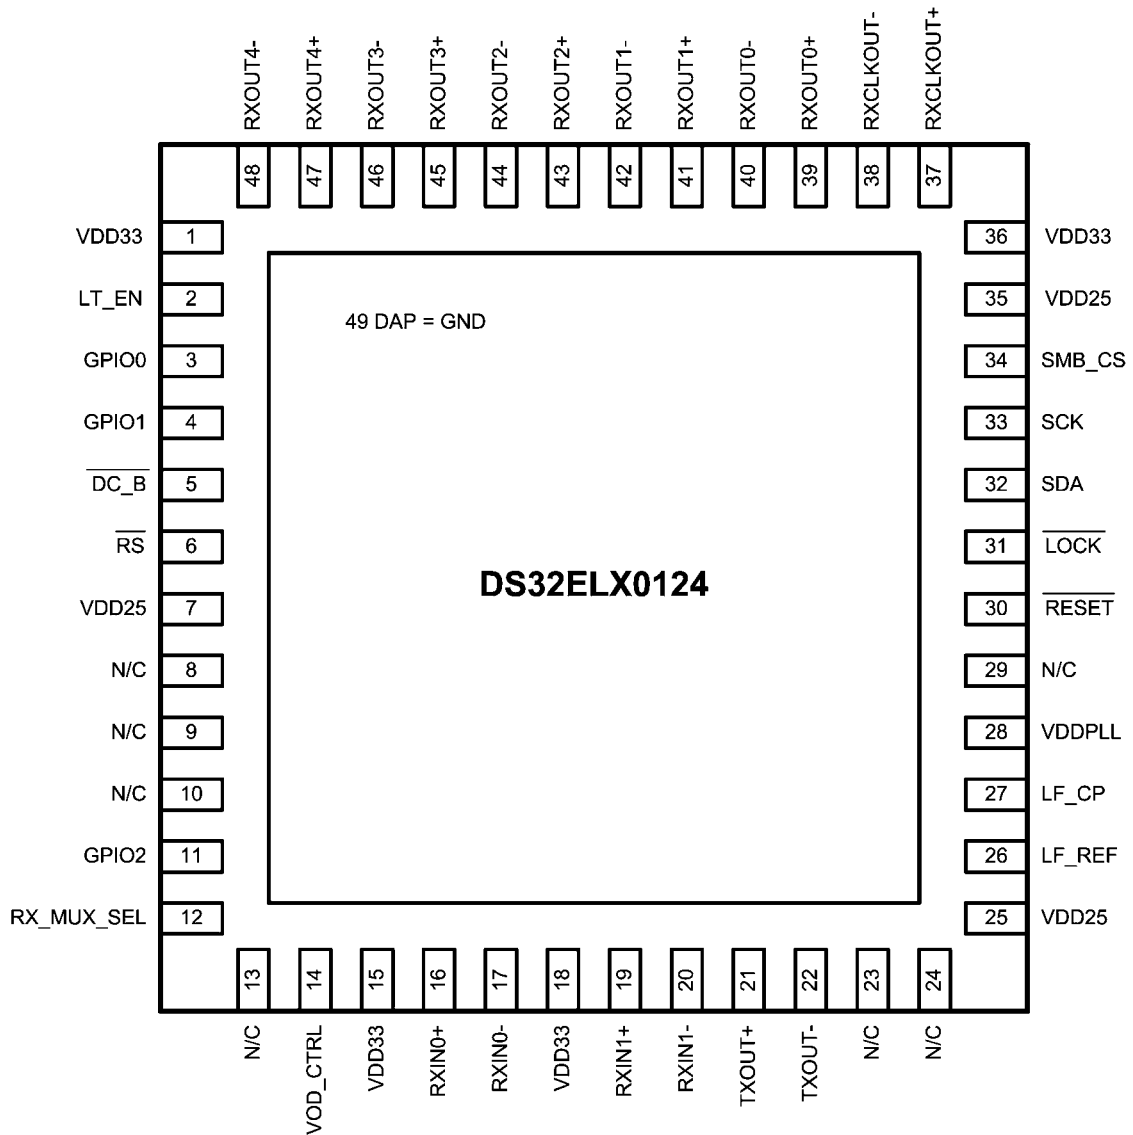 RXOUT4-
RXOUT4+
RXOUT3-
RXOUT3+
RXOUT2-
RXOUT2+
RXOUT1-
RXOUT1+
RXOUT0-
RXOUT0+
RXCLKOUT-
RXCLKOUT+
48
47
46
45
44
43
42
41
40
39
38
37
VDD33 1
LT_EN 2
GPIO0 3
GPIO1 4
DC_B 5
RS 6
VDD25 7
N/C 8
N/C 9
N/C 10
GPIO2 11
RX_MUX_SEL 12
49 DAP = GND
DS32ELX0124
36 VDD33
35 VDD25
34 SMB_CS
33 SCK
32 SDA
31 LOCK
30 RESET
29 N/C
28 VDDPLL
27 LF_CP
26 LF_REF
25 VDD25
13
14
15
16
17
18
19
20
21
22
23
24
N/C
VOD_CTRL
VDD33
RXIN0+
RXIN0-
VDD33
RXIN1+
RXIN1-
TXOUT+
TXOUT-
N/C
N/C